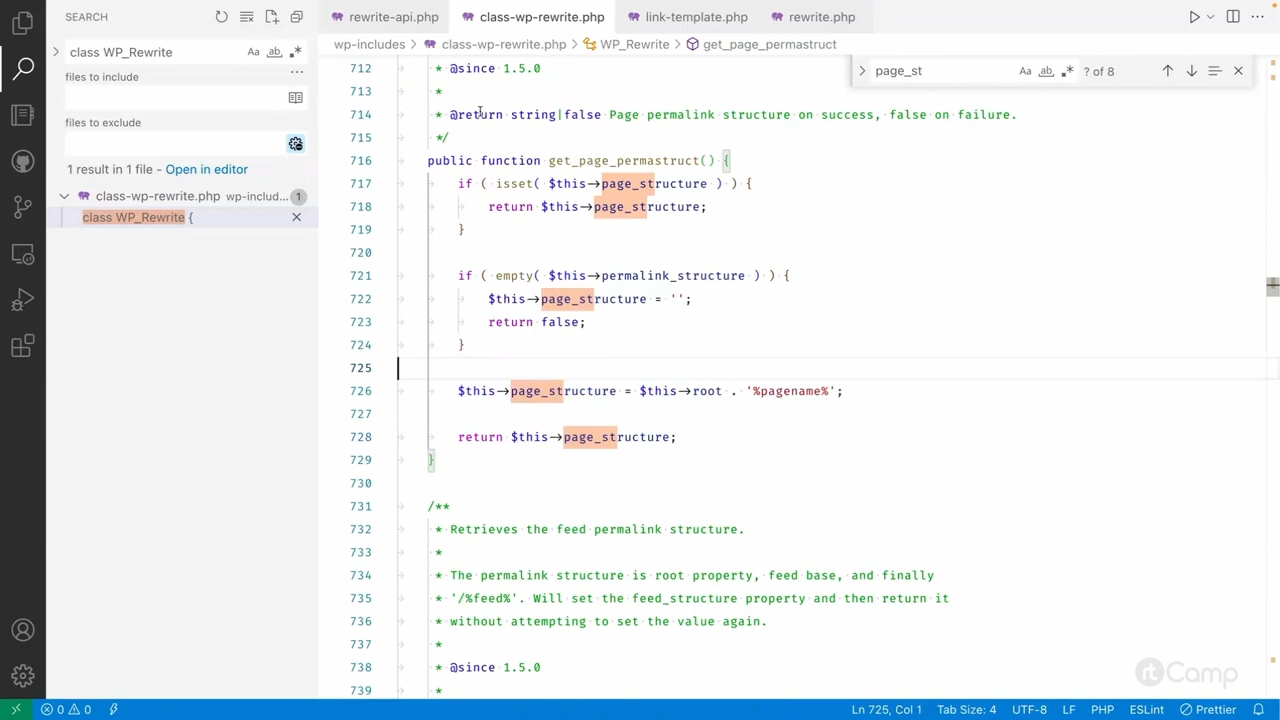 SEARCH
class WP_Rewrite
Aa ab
files to include
files to exclude
1 result in 1 file - Open in editor
class-wp-rewrite.php wp-includ... 1
class WP_Rewrite {
rewrite-api.php class-wp-rewrite.php link-template.php rewrite.php
wp-includes > class-wp-rewrite.php > WP_Rewrite > get_page_permastruct
page_st Aa ab ? of 8
712 * @since 1.5.0
713 *
714 * @return string|false Page permalink structure on success, false on failure.
715 */
716 public function get_page_permastruct() {
717 if ( isset( $this->page_structure ) ) {
718 return $this->page_structure;
719 }
720
721 if ( empty( $this->permalink_structure ) ) {
722 $this->page_structure = '';
723 return false;
724 }
725
726 $this->page_structure = $this->root . '%pagename%';
727
728 return $this->page_structure;
729 }
730
731 /**
732 * Retrieves the feed permalink structure.
733 *
734 * The permalink structure is root property, feed base, and finally
735 * '/%feed%'. Will set the feed_structure property and then return it
736 * without attempting to set the value again.
737 *
738 * @since 1.5.0
739 *
rtCamp
0 0 Ln 725, Col 1 Tab Size: 4 UTF-8 LF PHP ESLint Prettier